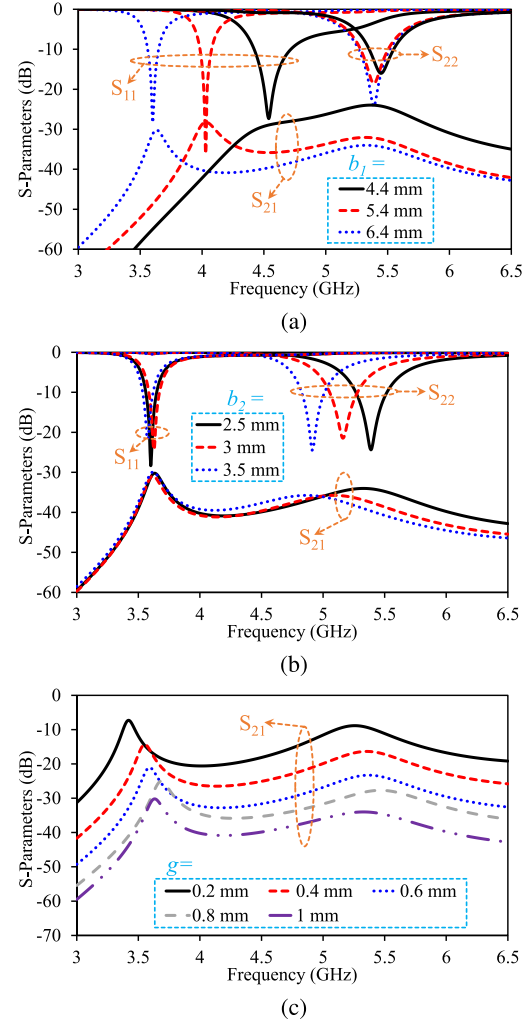 0
-10
-20
-30
-40
-50
-60
S-Parameters (dB)
S11
S22
S21
b1 =
4.4 mm
5.4 mm
6.4 mm
3 3.5 4 4.5 5 5.5 6 6.5
Frequency (GHz)
(a)
0
-10
-20
-30
-40
-50
-60
S-Parameters (dB)
b2 =
2.5 mm
3 mm
3.5 mm
S11
S22
S21
3 3.5 4 4.5 5 5.5 6 6.5
Frequency (GHz)
(b)
0
-10
-20
-30
-40
-50
-60
-70
S-Parameters (dB)
S21
g=
0.2 mm 0.4 mm 0.6 mm
0.8 mm 1 mm
3 3.5 4 4.5 5 5.5 6 6.5
Frequency (GHz)
(c)